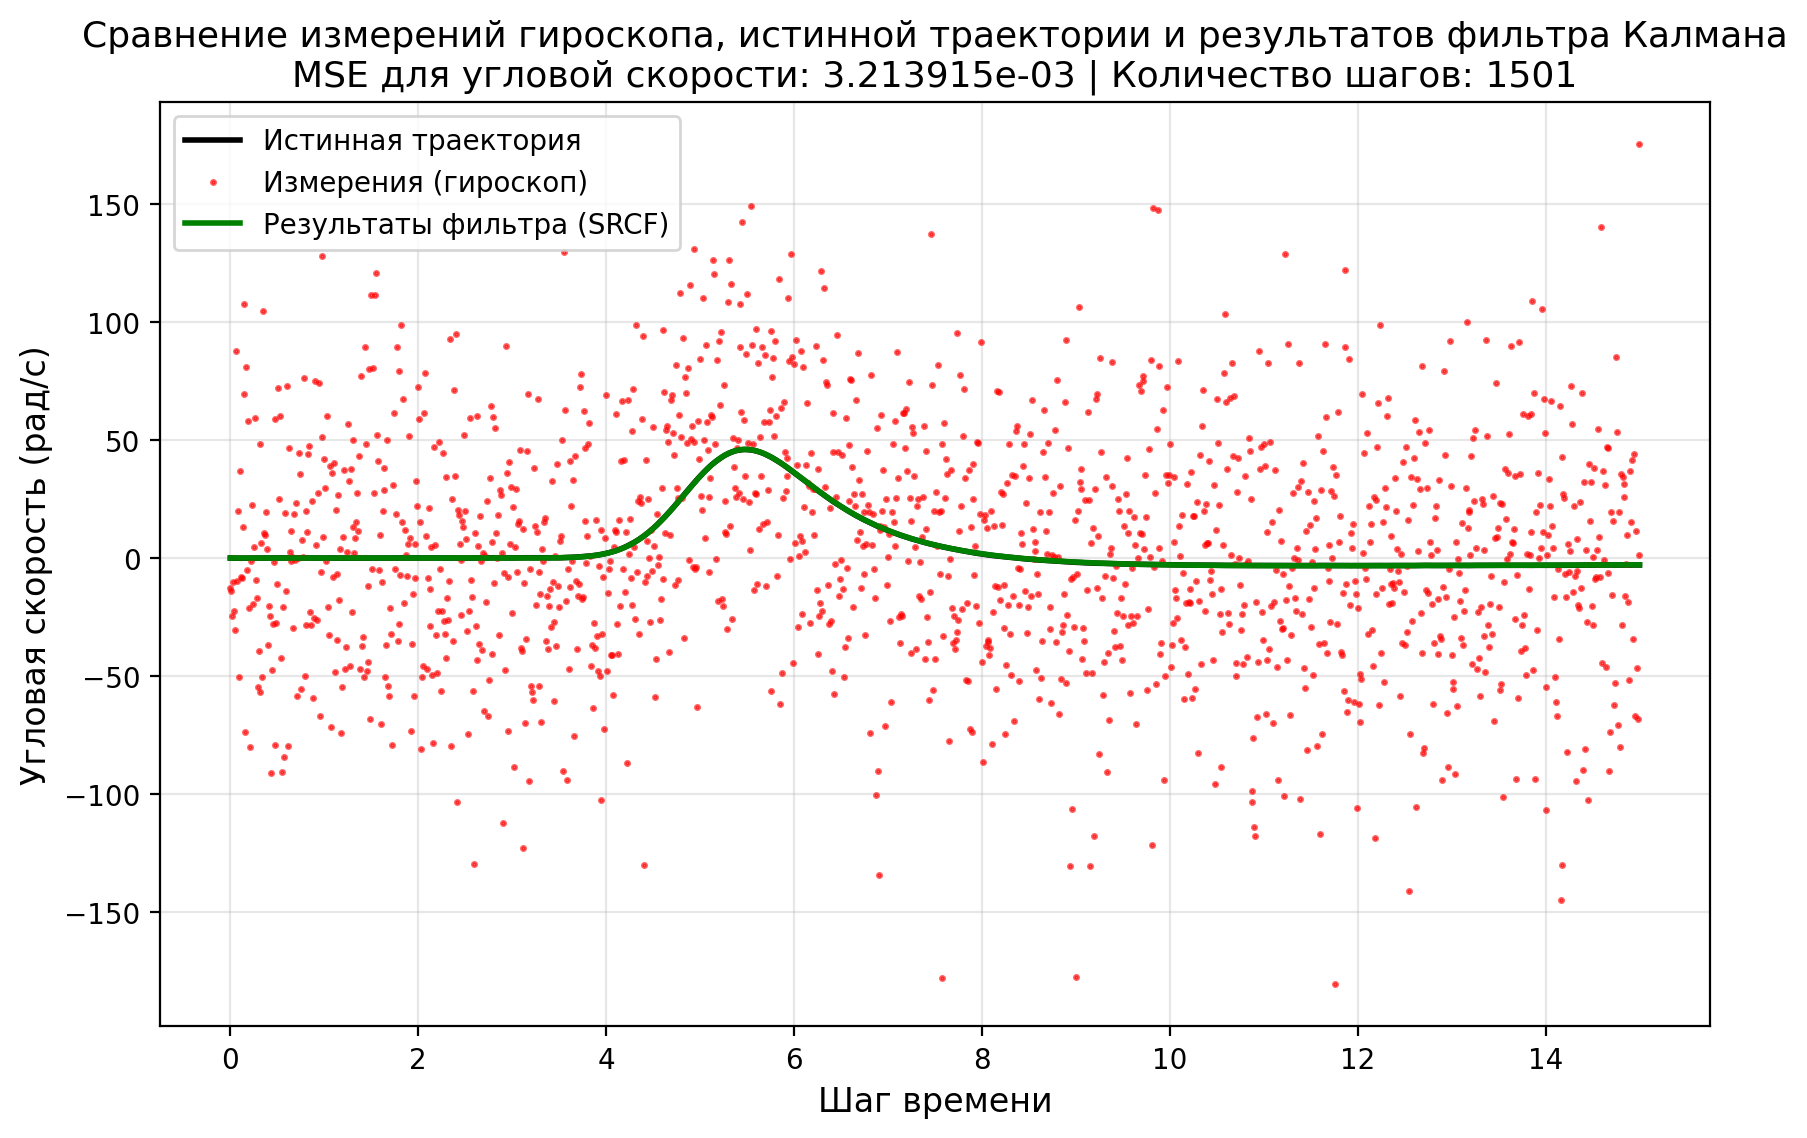 Сравнение измерений гироскопа, истинной траектории и результатов фильтра Калмана
MSE для угловой скорости: 3.213915e-03 | Количество шагов: 1501
Истинная траектория
Измерения (гироскоп)
Результаты фильтра (SRCF)
Угловая скорость (рад/с)
150
100
50
0
−50
−100
−150
0 2 4 6 8 10 12 14
Шаг времени